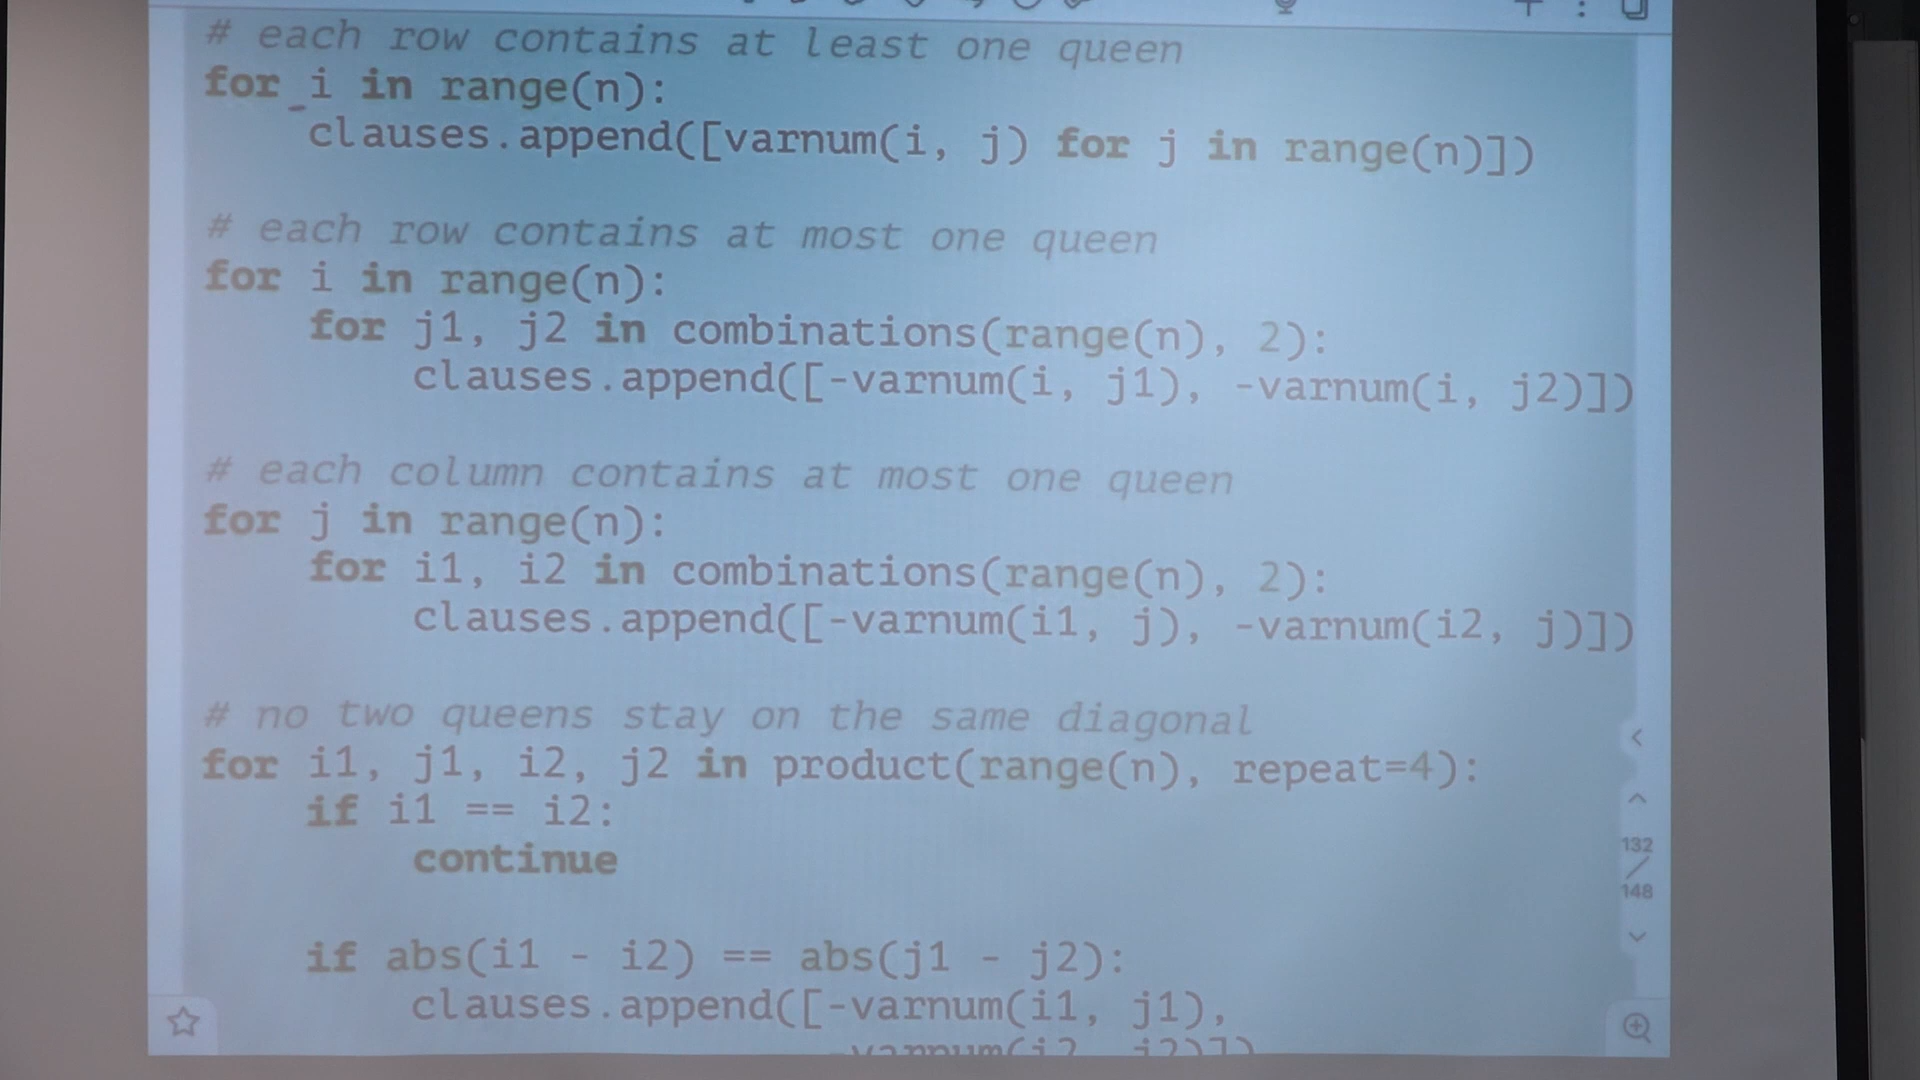 # each row contains at least one queen
for i in range(n):
    clauses.append([varnum(i, j) for j in range(n)])
# each row contains at most one queen
for i in range(n):
    for j1, j2 in combinations(range(n), 2):
        clauses.append([-varnum(i, j1), -varnum(i, j2)])
# each column contains at most one queen
for j in range(n):
    for i1, i2 in combinations(range(n), 2):
        clauses.append([-varnum(i1, j), -varnum(i2, j)])
# no two queens stay on the same diagonal
for i1, j1, i2, j2 in product(range(n), repeat=4):
    if i1 == i2:
        continue
    if abs(i1 - i2) == abs(j1 - j2):
        clauses.append([-varnum(i1, j1),
132
/
148